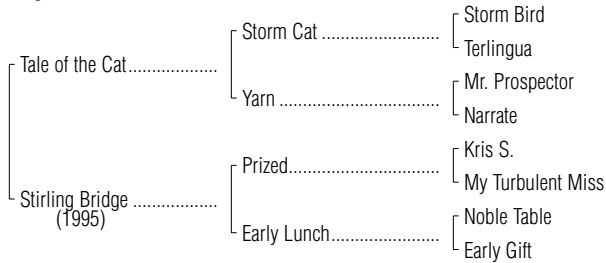 Storm Bird
Storm Cat ........................
Terlingua
Tale of the Cat..................
Mr. Prospector
Yarn ................................
Narrate
Kris S.
Prized..............................
My Turbulent Miss
Stirling Bridge .................
(1995)
Noble Table
Early Lunch......................
Early Gift